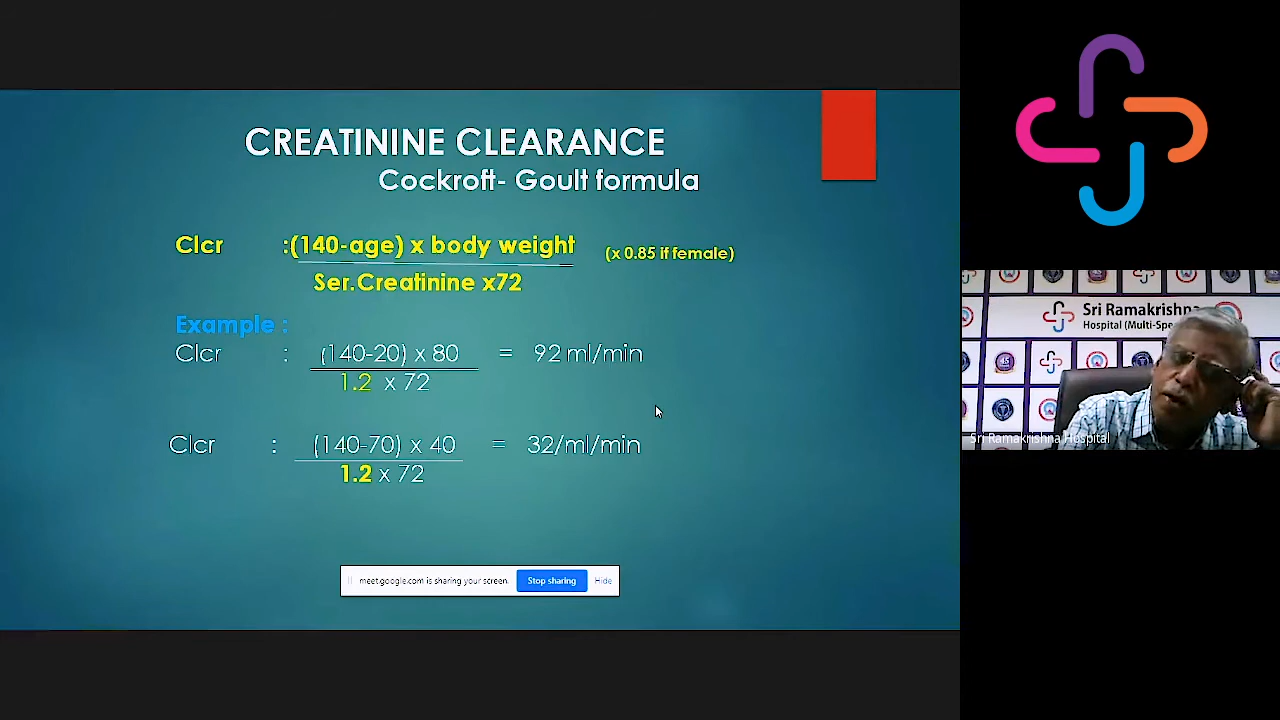 CREATININE CLEARANCE
Cockroft- Goult formula
Clcr :(140-age) x body weight (x 0.85 if female)
Ser.Creatinine x72
Example :
Clcr : (140-20) x 80 = 92 ml/min
1.2 x 72
Clcr : (140-70) x 40 = 32/ml/min
1.2 x 72
meet.google.com is sharing your screen. Stop sharing Hide
Sri Ramakrishna
Hospital (Multi-Spe
Sri Ramakrishna Hospital